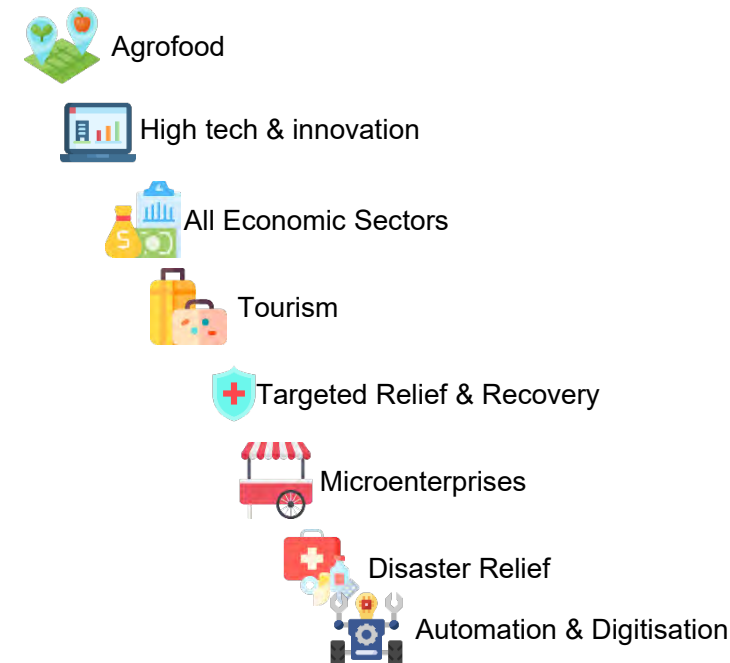 Agrofood
High tech & innovation
All Economic Sectors
Tourism
Targeted Relief & Recovery
Microenterprises
Disaster Relief
Automation & Digitisation